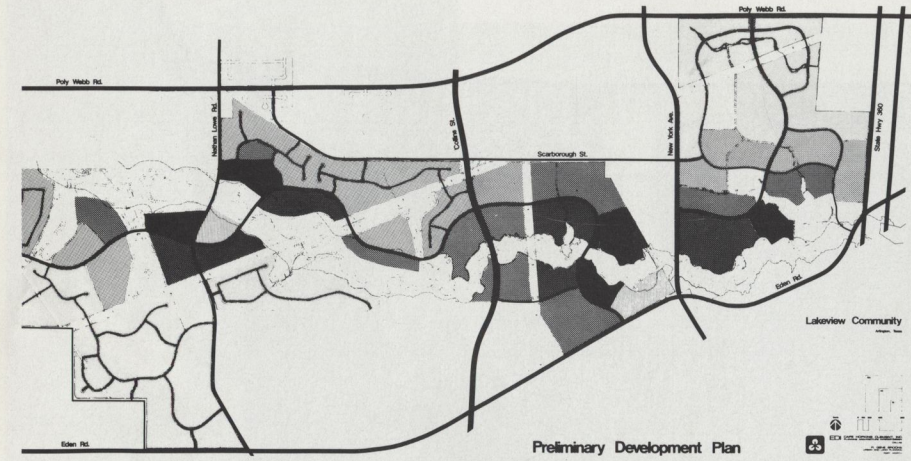 Poly Webb Rd.
Poly Webb Rd.
Nathan Lowe Rd.
Collins St.
New York Ave.
State Hwy 360
Scarborough St.
Eden Rd.
Lakeview Community
Arlington, Texas
Eden Rd.
Preliminary Development Plan
EDI